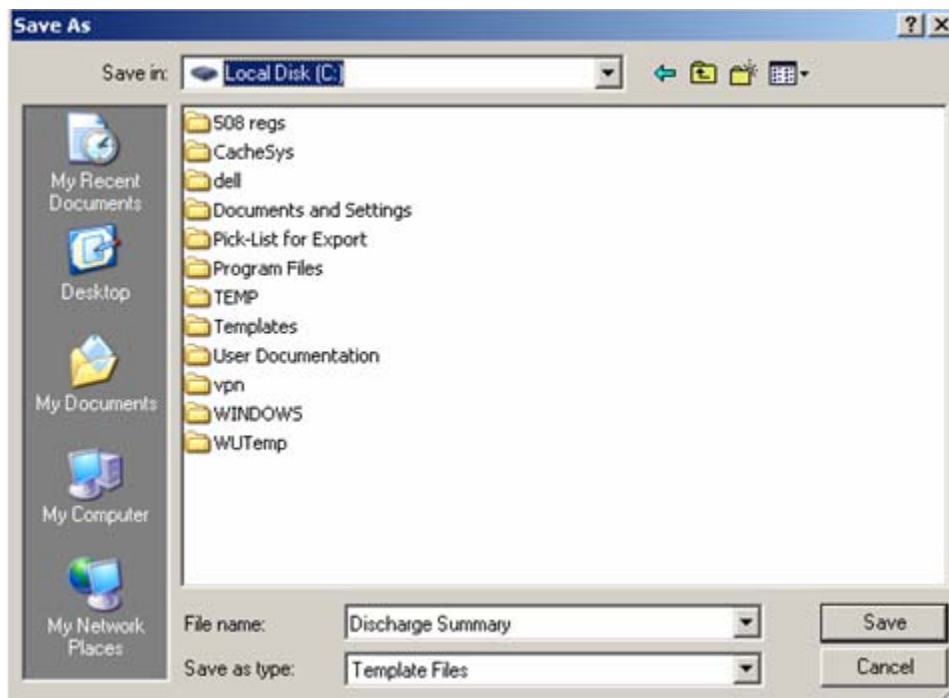 Save As
Save in: Local Disk (C:)
My Recent Documents
Desktop
My Documents
My Computer
My Network Places
508 regs
CacheSys
dell
Documents and Settings
Pick-List for Export
Program Files
TEMP
Templates
User Documentation
vpn
WINDOWS
WUTemp
File name: Discharge Summary Save
Save as type: Template Files Cancel